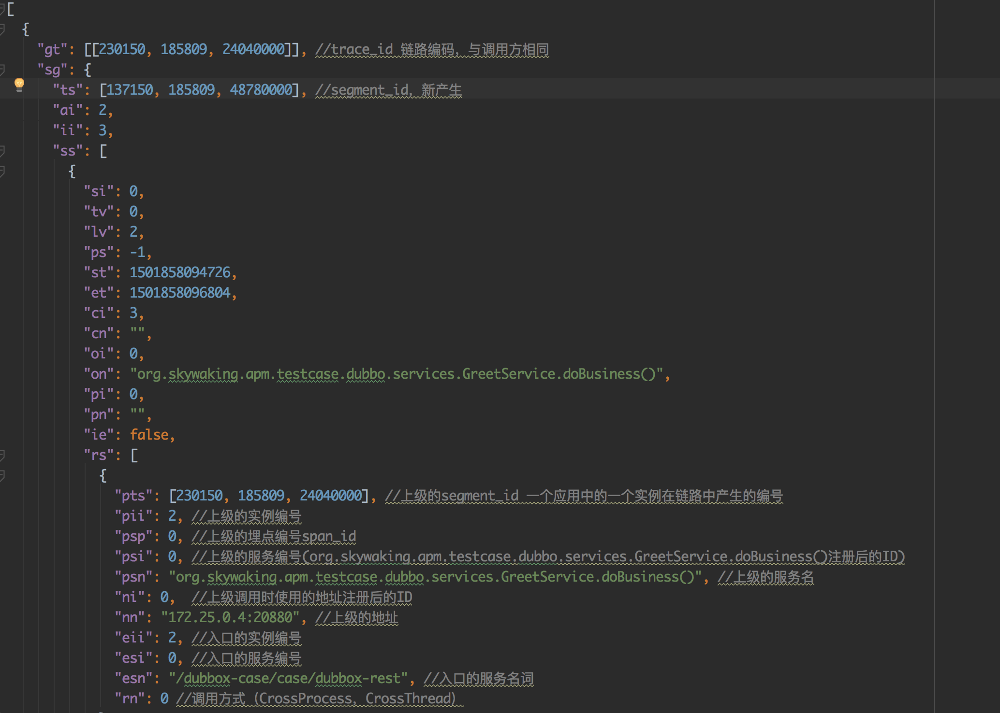 [
{
"gt": [[230150, 185809, 24040000]], //trace_id 链路编码，与调用方相同
"sg": {
"ts": [137150, 185809, 48780000], //segment_id，新产生
"ai": 2,
"ii": 3,
"ss": [
{
"si": 0,
"tv": 0,
"lv": 2,
"ps": -1,
"st": 1501858094726,
"et": 1501858096804,
"ci": 3,
"cn": "",
"oi": 0,
"on": "org.skywaking.apm.testcase.dubbo.services.GreetService.doBusiness()",
"pi": 0,
"pn": "",
"ie": false,
"rs": [
{
"pts": [230150, 185809, 24040000], //上级的segment_id 一个应用中的一个实例在链路中产生的编号
"pii": 2, //上级的实例编号
"psp": 0, //上级的埋点编号span_id
"psi": 0, //上级的服务编号(org.skywaking.apm.testcase.dubbo.services.GreetService.doBusiness()注册后的ID)
"psn": "org.skywaking.apm.testcase.dubbo.services.GreetService.doBusiness()", //上级的服务名
"ni": 0,  //上级调用时使用的地址注册后的ID
"nn": "172.25.0.4:20880", //上级的地址
"eii": 2, //入口的实例编号
"esi": 0, //入口的服务编号
"esn": "/dubbox-case/case/dubbox-rest", //入口的服务名词
"rn": 0 //调用方式（CrossProcess，CrossThread）